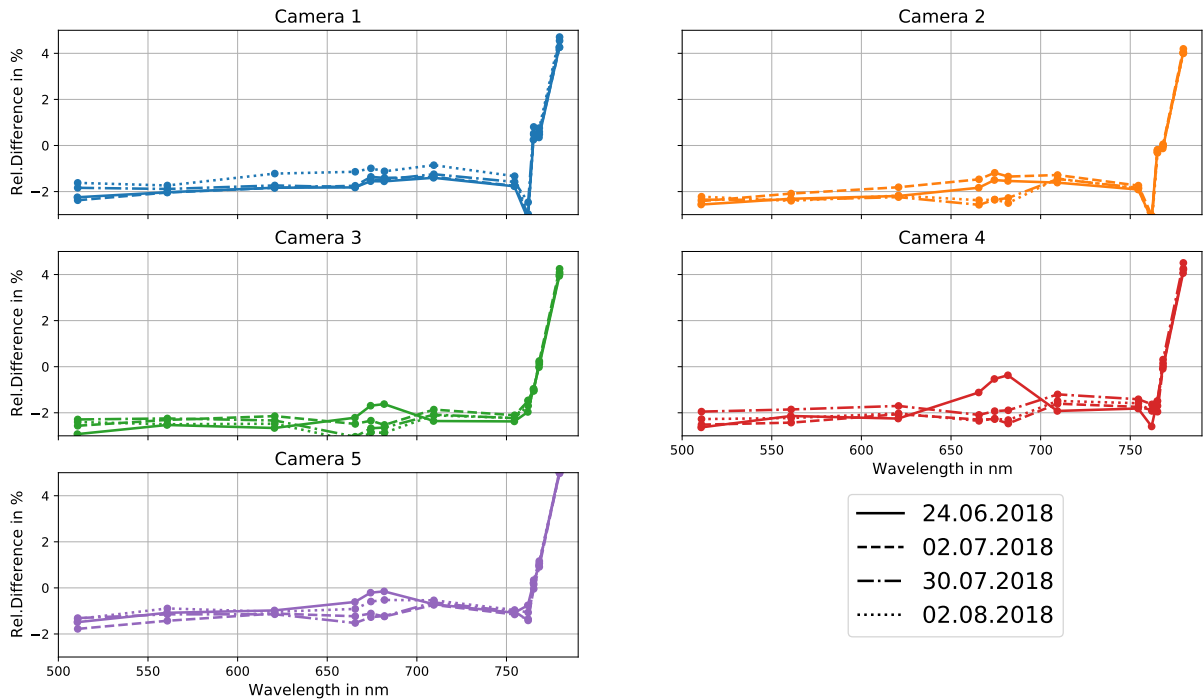 Camera 1
Camera 2
Rel.Difference in %
4
2
0
−2
Camera 3
Camera 4
Rel.Difference in %
4
2
0
−2
500 550 600 650 700 750
Wavelength in nm
Camera 5
Rel.Difference in %
4
2
0
−2
500 550 600 650 700 750
Wavelength in nm
24.06.2018
02.07.2018
30.07.2018
02.08.2018